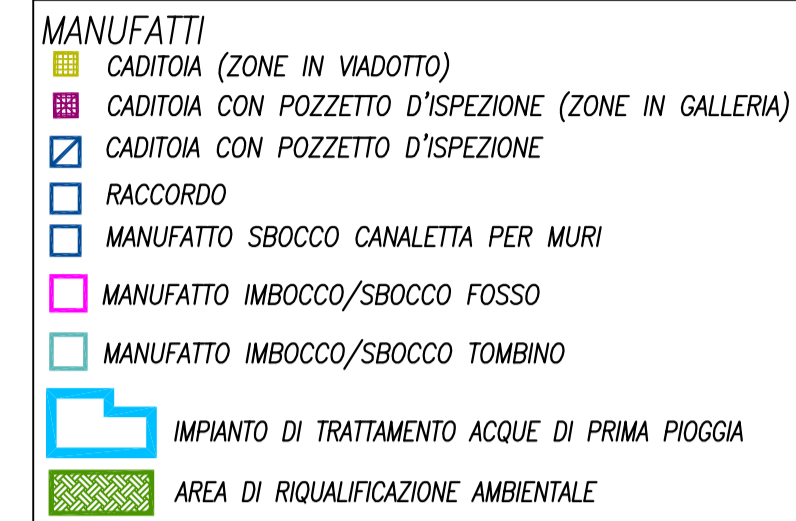 MANUFATTI
CADITOIA (ZONE IN VIADOTTO)
CADITOIA CON POZZETTO D'ISPEZIONE (ZONE IN GALLERIA)
CADITOIA CON POZZETTO D'ISPEZIONE
RACCORDO
MANUFATTO SBOCCO CANALETTA PER MURI
MANUFATTO IMBOCCO/SBOCCO FOSSO
MANUFATTO IMBOCCO/SBOCCO TOMBINO
IMPIANTO DI TRATTAMENTO ACQUE DI PRIMA PIOGGIA
AREA DI RIQUALIFICAZIONE AMBIENTALE